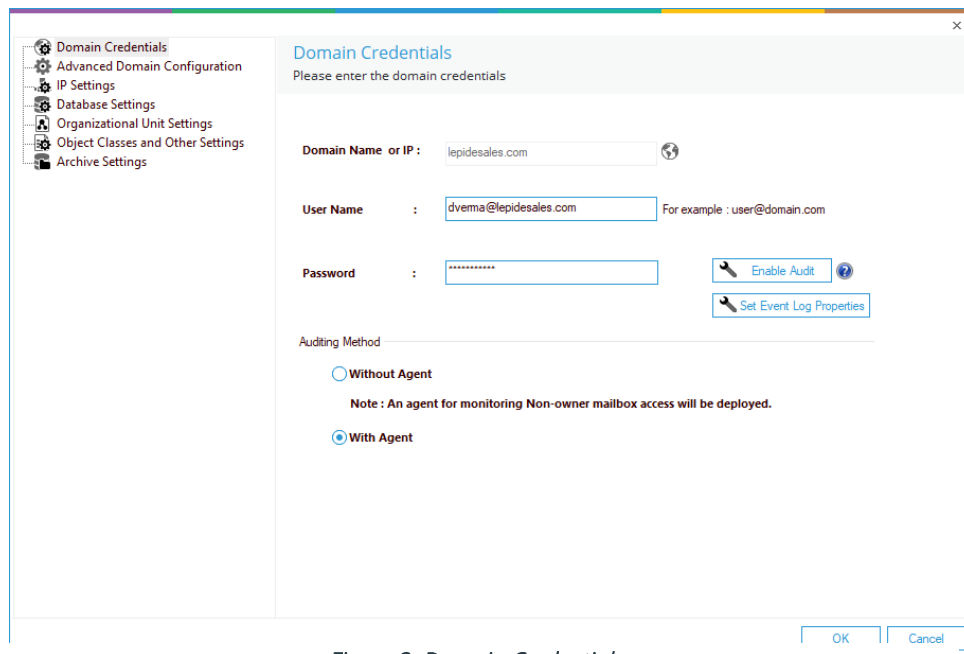 Domain Credentials
Advanced Domain Configuration
IP Settings
Database Settings
Organizational Unit Settings
Object Classes and Other Settings
Archive Settings
Domain Credentials
Please enter the domain credentials
Domain Name or IP : lepidesales.com
User Name : dverma@lepidesales.com For example : user@domain.com
Password : *********** Enable Audit ?
Set Event Log Properties
Auditing Method
Without Agent
Note : An agent for monitoring Non-owner mailbox access will be deployed.
With Agent
OK Cancel